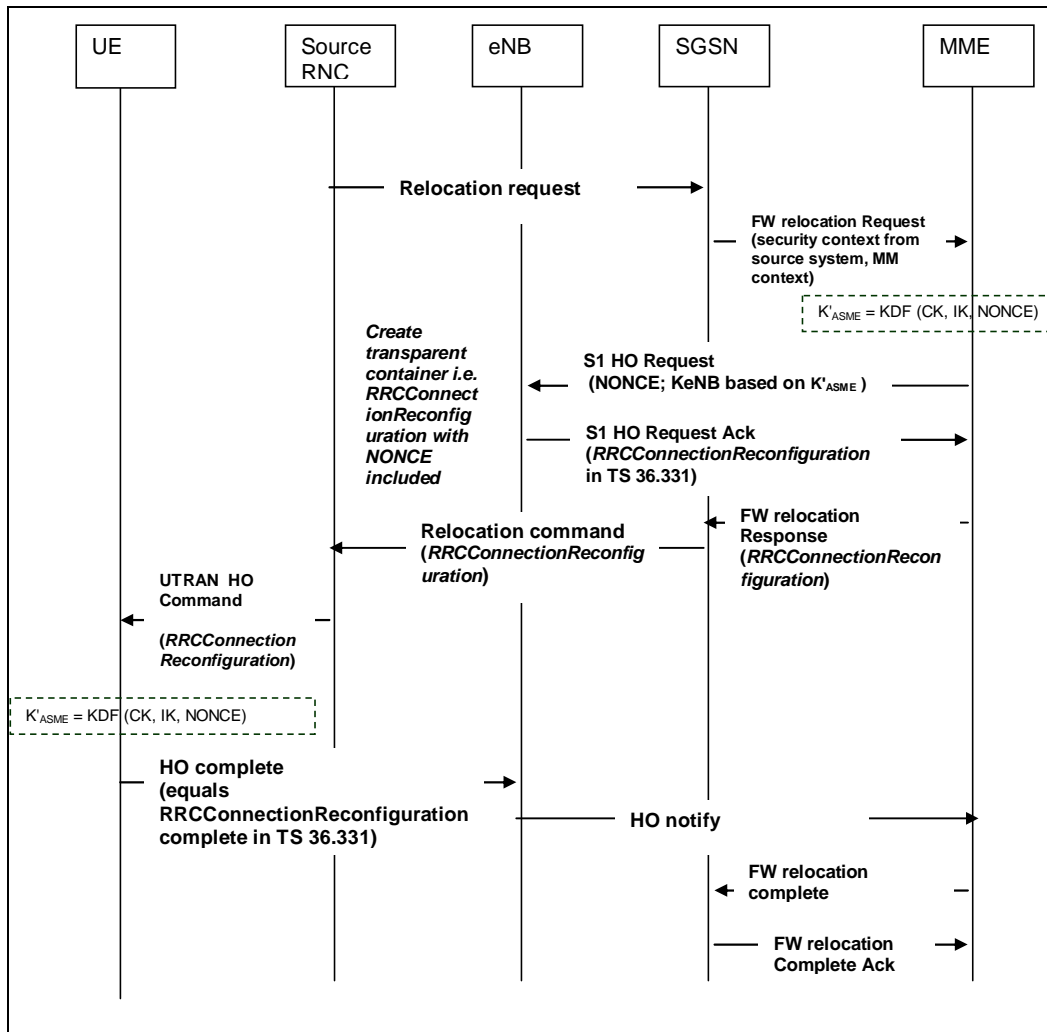 UE
Source
RNC
eNB
SGSN
MME
Relocation request
FW relocation Request
(security context from
source system, MM
context)
K'ASME = KDF (CK, IK, NONCE)
Create
transparent
container i.e.
RRCConnect
ionReconfig
uration with
NONCE
included
S1 HO Request
(NONCE; KeNB based on K'ASME )
S1 HO Request Ack
(RRCConnectionReconfiguration
in TS 36.331)
FW relocation
Response
(RRCConnectionRecon
figuration)
Relocation command
(RRCConnectionReconfig
uration)
UTRAN HO
Command
(RRCConnection
Reconfiguration)
K'ASME = KDF (CK, IK, NONCE)
HO complete
(equals
RRCConnectionReconfiguration
complete in TS 36.331)
HO notify
FW relocation
complete
FW relocation
Complete Ack